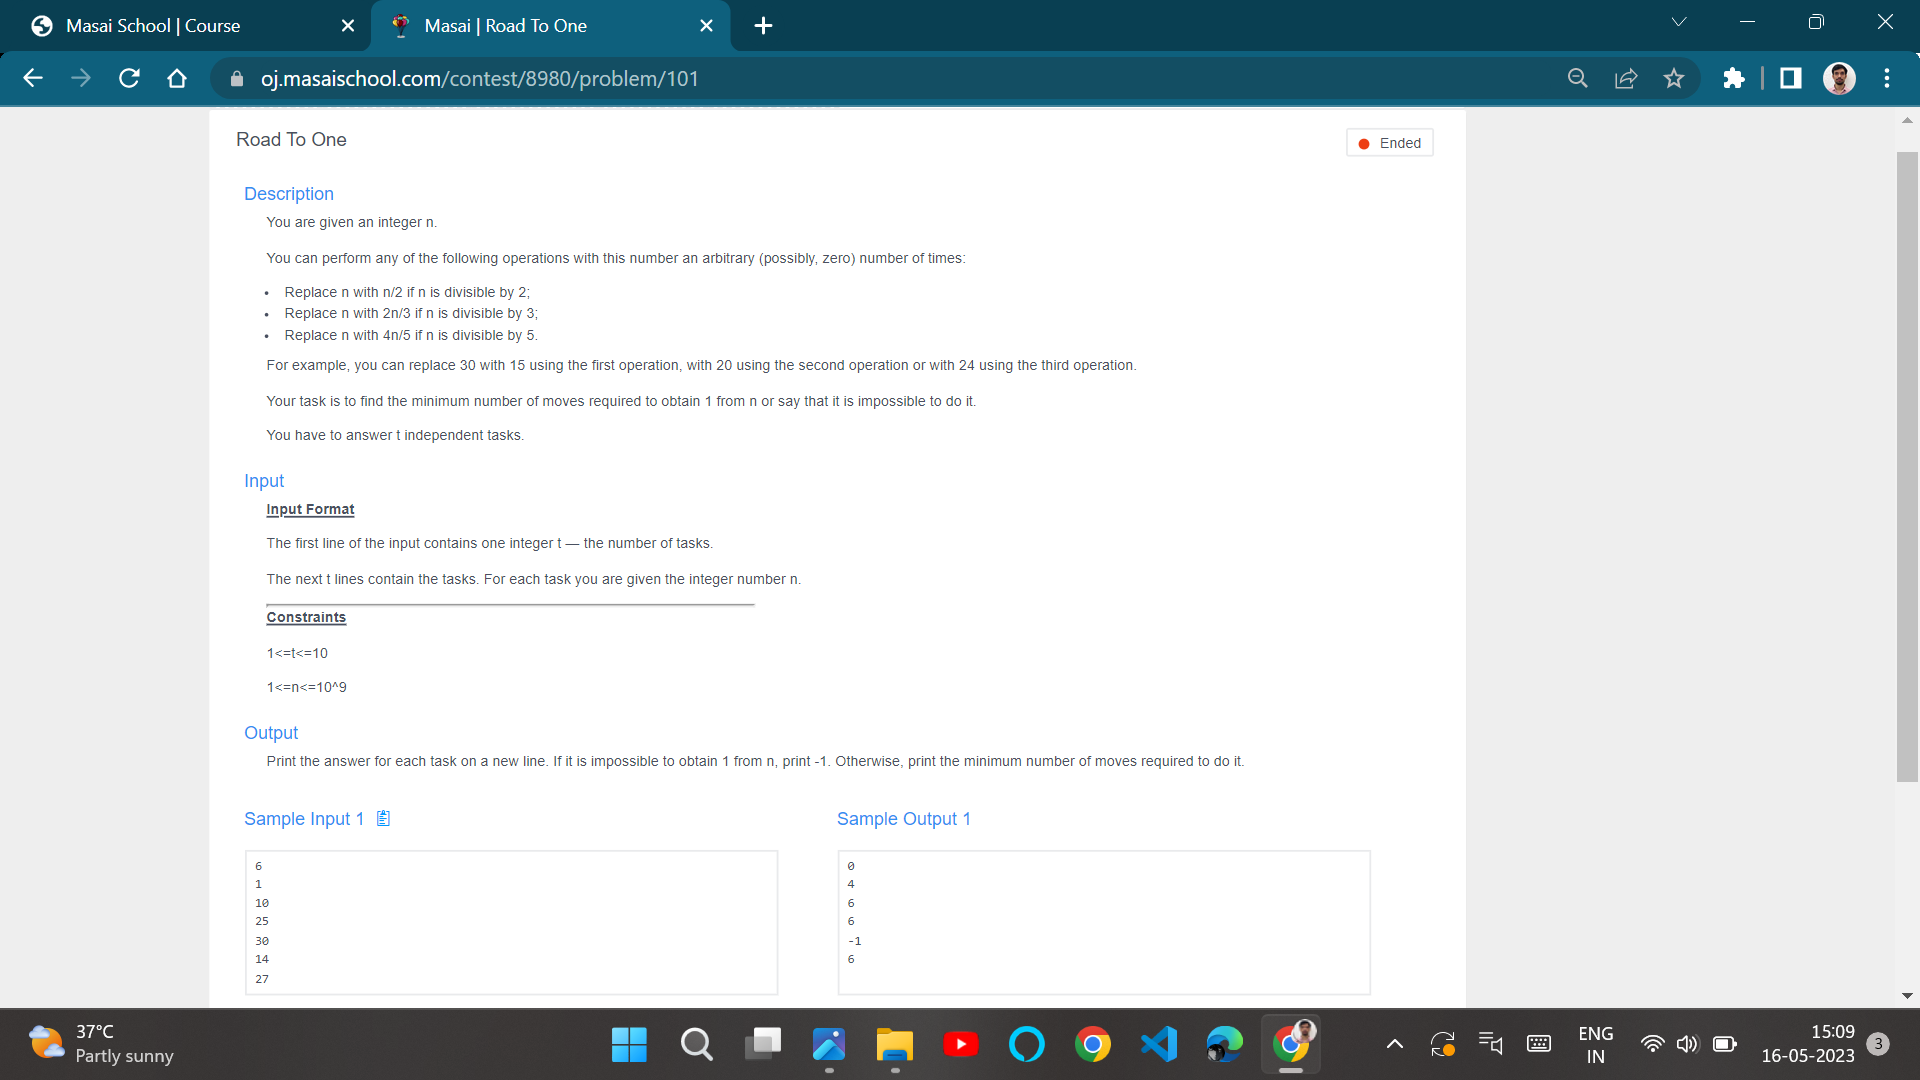 Masai School | Course
Masai | Road To One
oj.masaischool.com/contest/8980/problem/101
Road To One
Ended
Description
You are given an integer n.
You can perform any of the following operations with this number an arbitrary (possibly, zero) number of times:
• Replace n with n/2 if n is divisible by 2;
• Replace n with 2n/3 if n is divisible by 3;
• Replace n with 4n/5 if n is divisible by 5.
For example, you can replace 30 with 15 using the first operation, with 20 using the second operation or with 24 using the third operation.
Your task is to find the minimum number of moves required to obtain 1 from n or say that it is impossible to do it.
You have to answer t independent tasks.
Input
Input Format
The first line of the input contains one integer t — the number of tasks.
The next t lines contain the tasks. For each task you are given the integer number n.
Constraints
1<=t<=10
1<=n<=10^9
Output
Print the answer for each task on a new line. If it is impossible to obtain 1 from n, print -1. Otherwise, print the minimum number of moves required to do it.
Sample Input 1
6
1
10
25
30
14
27
Sample Output 1
0
4
6
6
-1
6
37°C
Partly sunny
ENG
IN
15:09
16-05-2023
3